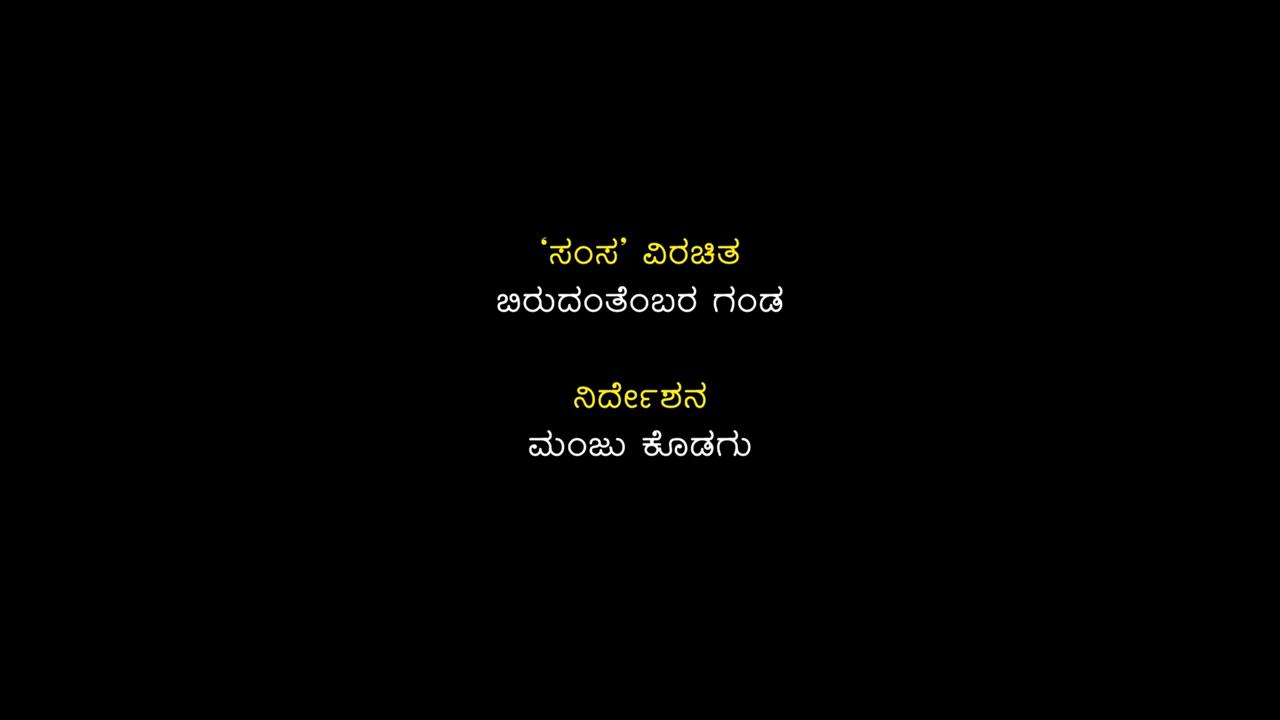 ‘ಸಂಸ’ ವಿರಚಿತ
ಬಿರುದಂತೆಂಬರ ಗಂಡ
ನಿರ್ದೇಶನ
ಮಂಜು ಕೊಡಗು